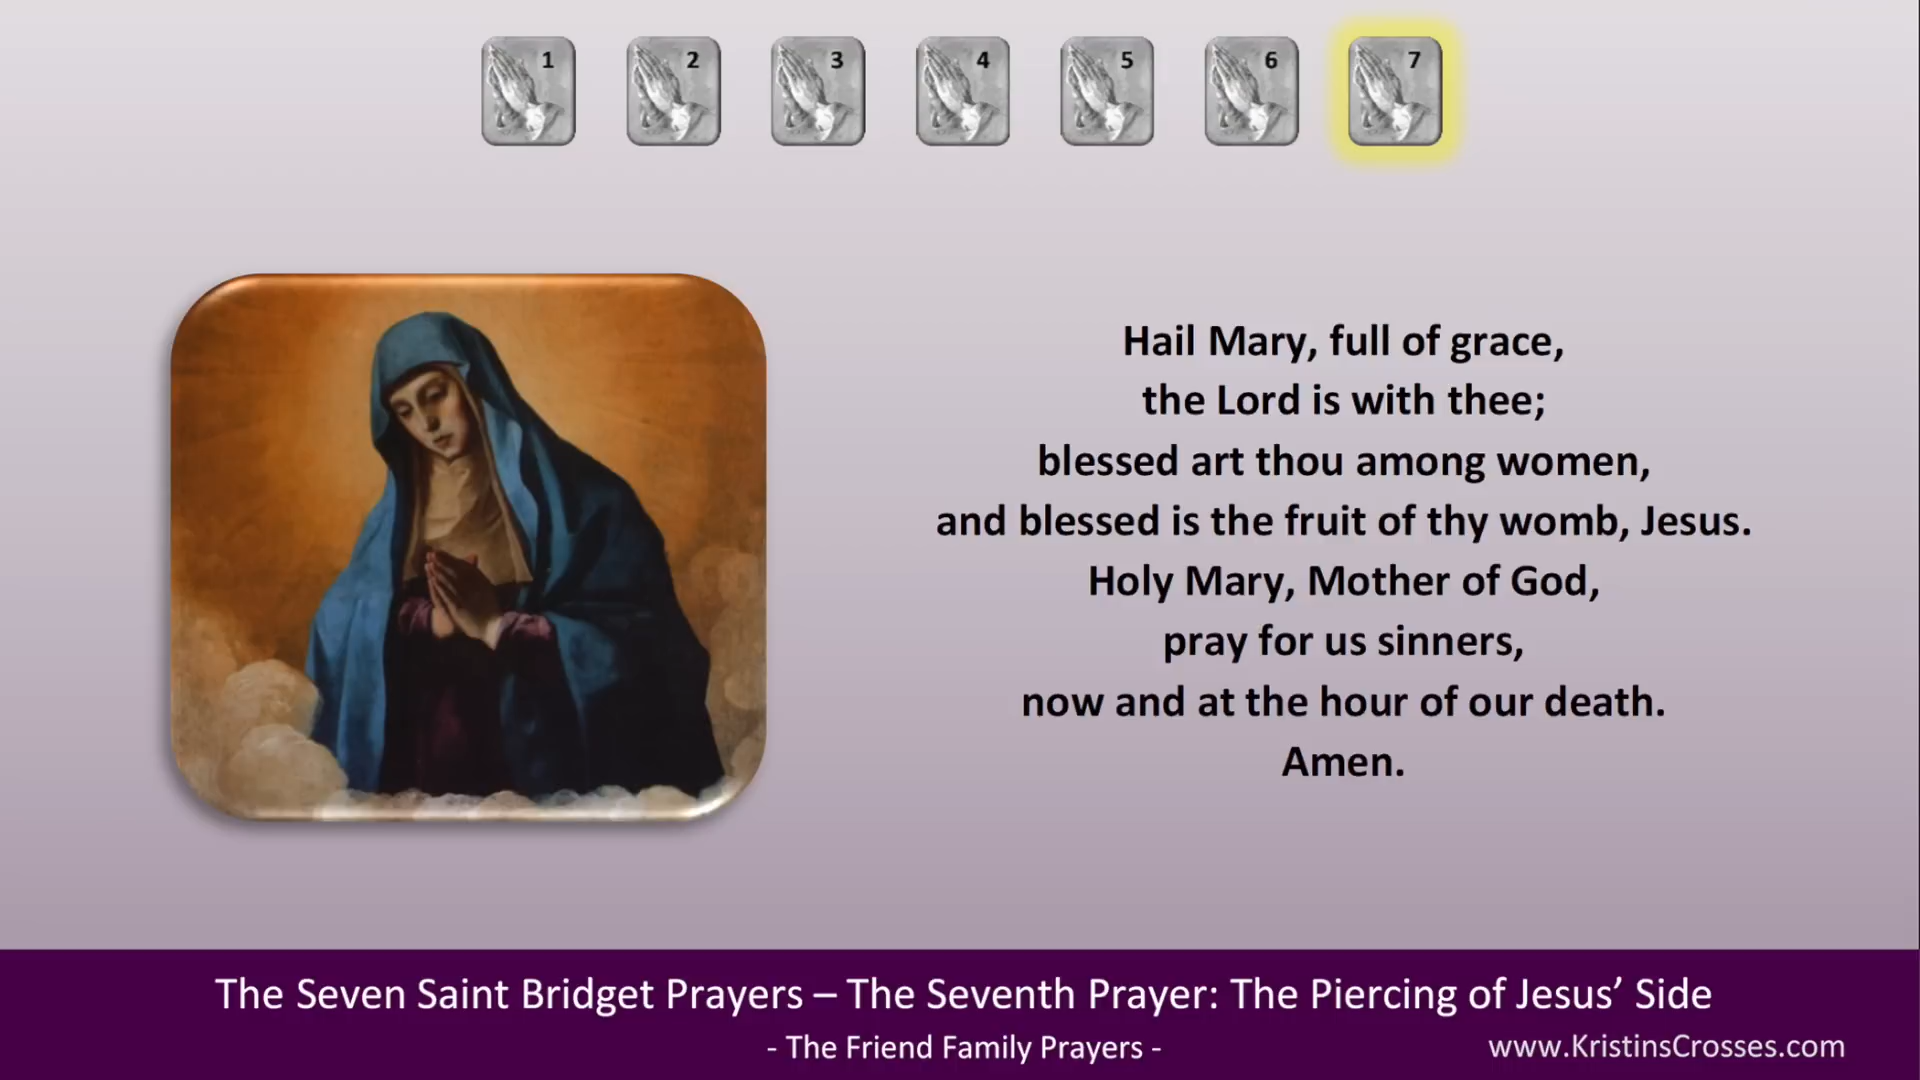 1 2 3 4 5 6 7
Hail Mary, full of grace,
the Lord is with thee;
blessed art thou among women,
and blessed is the fruit of thy womb, Jesus.
Holy Mary, Mother of God,
pray for us sinners,
now and at the hour of our death.
Amen.
The Seven Saint Bridget Prayers – The Seventh Prayer: The Piercing of Jesus’ Side
- The Friend Family Prayers -
www.KristinsCrosses.com